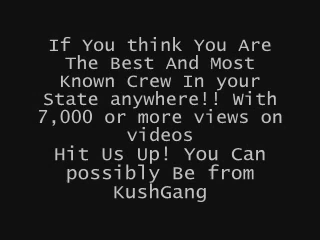 If You think You Are
The Best And Most
Known Crew In your
State anywhere!! With
7,000 or more views on
videos
Hit Us Up! You Can
possibly Be from
KushGang